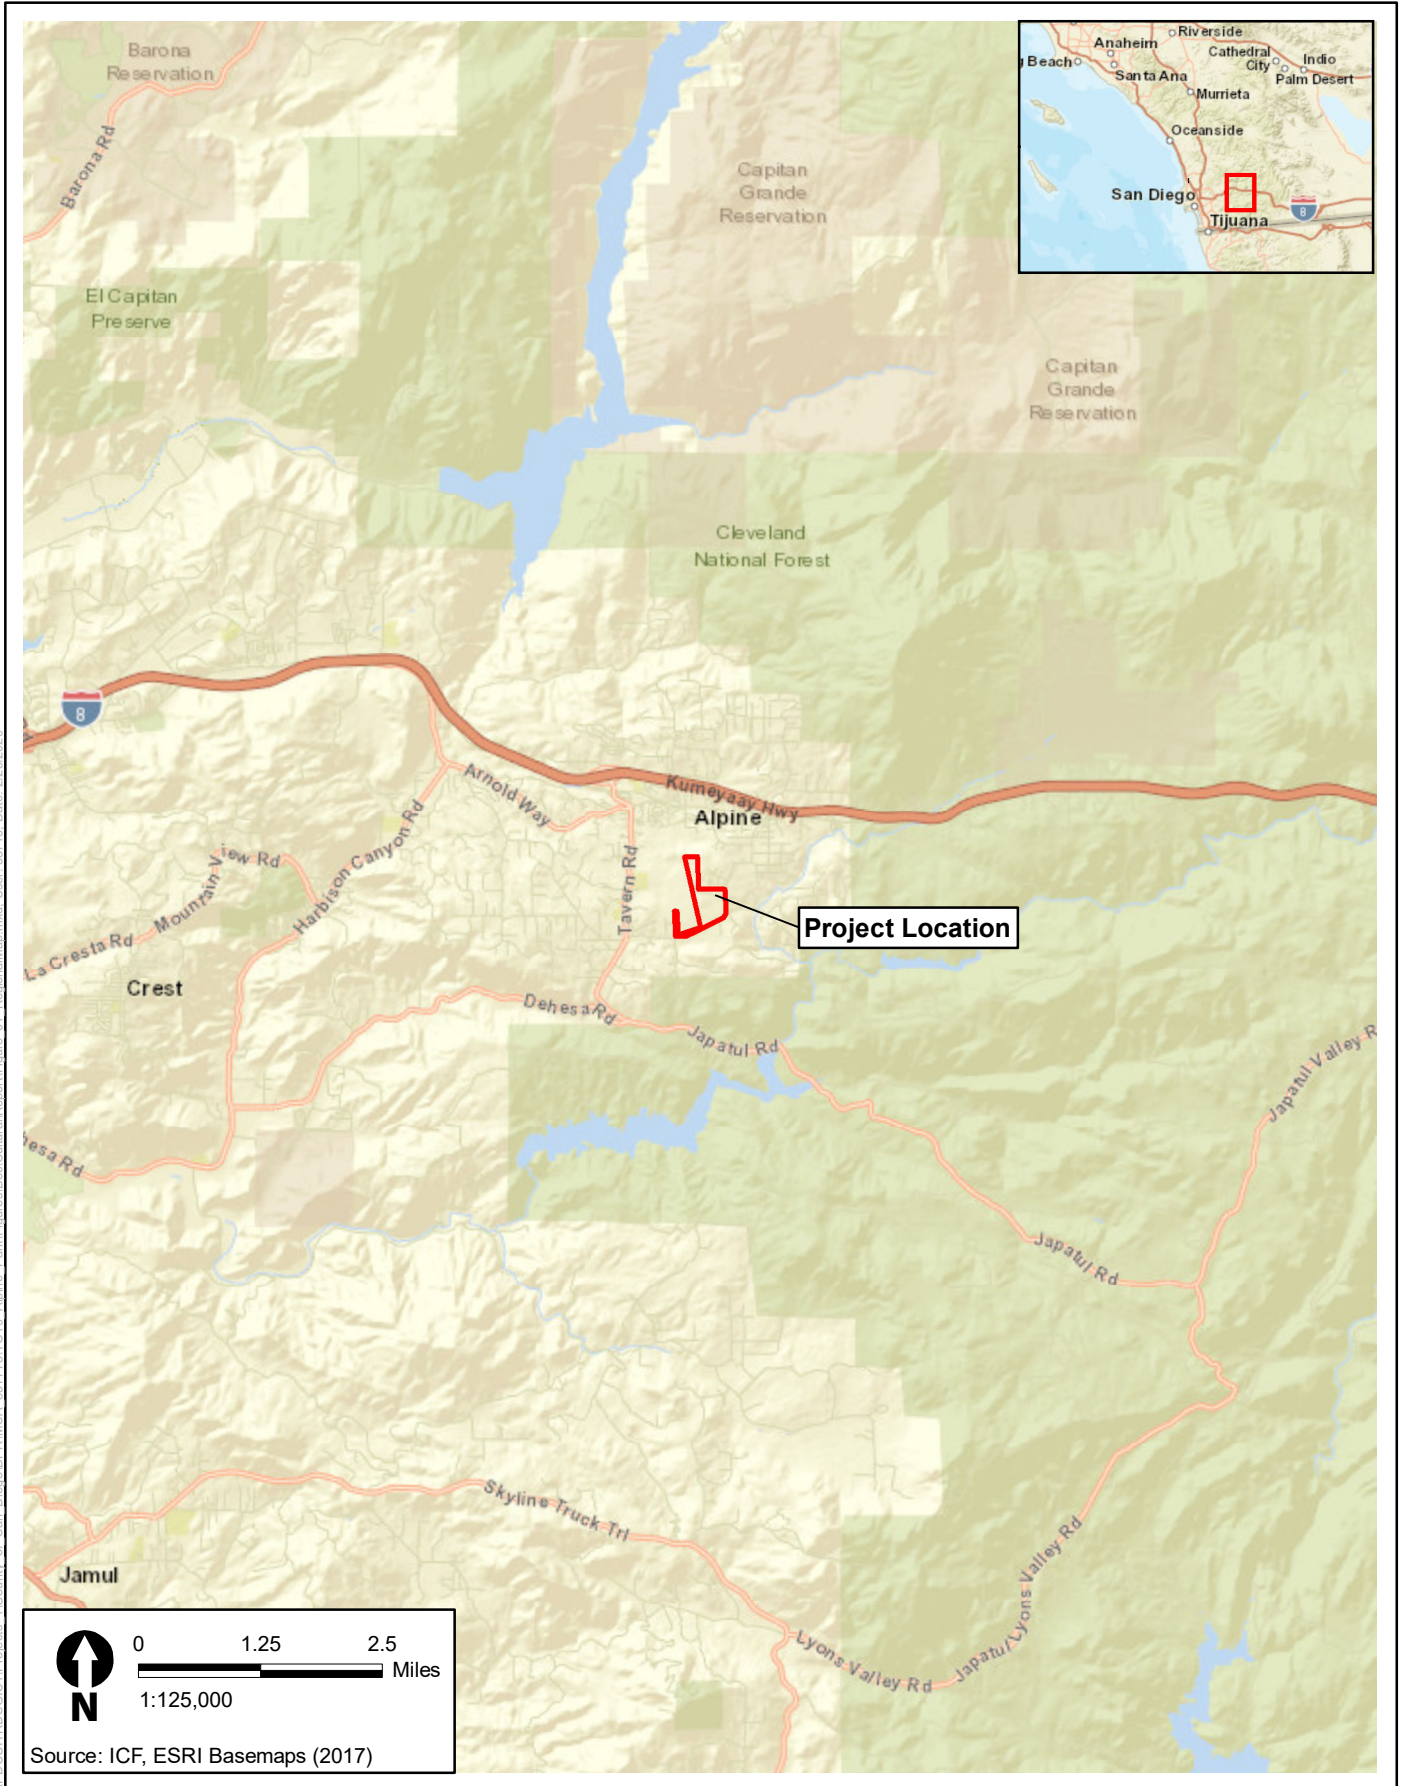 Barona
Reservation
Barona Rd
Capitan
Grande
Reservation
Riverside
Anaheim
Cathedral
City
Indio
Beach
Santa Ana
Palm Desert
Murrieta
Oceanside
San Diego
8
Tijuana
El Capitan
Preserve
Capitan
Grande
Reservation
Cleveland
National Forest
8
Arnold Way
Kumeyaay Hwy
Alpine
Harbison Canyon Rd
Mountain View Rd
Tavern Rd
La Cresta Rd
Project Location
Crest
Dehesa Rd
Japatul Rd
Japatul Valley R
hesa Rd
Japatul Rd
Skyline Truck Trl
Japatul/Lyons Valley Rd
Jamul
Lyons Valley Rd
0 1.25 2.5
Miles
1:125,000
N
Source: ICF, ESRI Basemaps (2017)